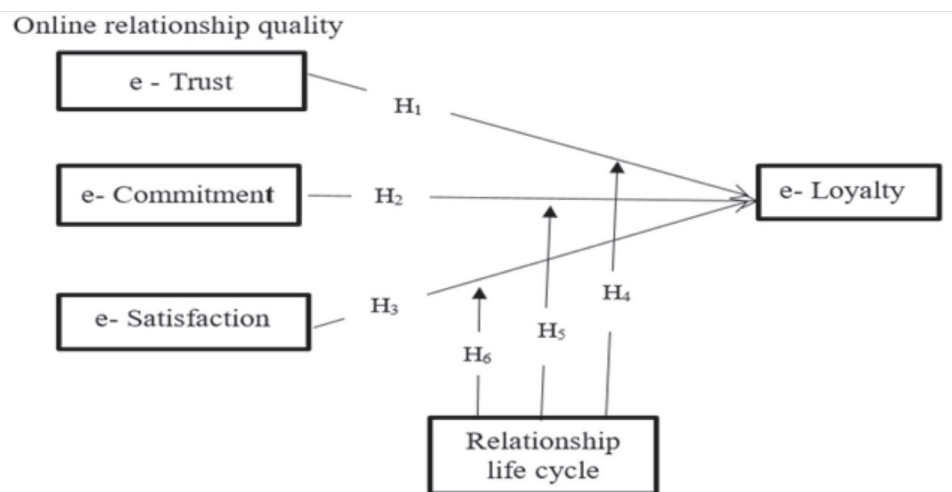 Online relationship quality
e - Trust
H₁
e- Commitment
H₂
e- Loyalty
e- Satisfaction
H₃
H₄
H₅
H₆
Relationship
life cycle